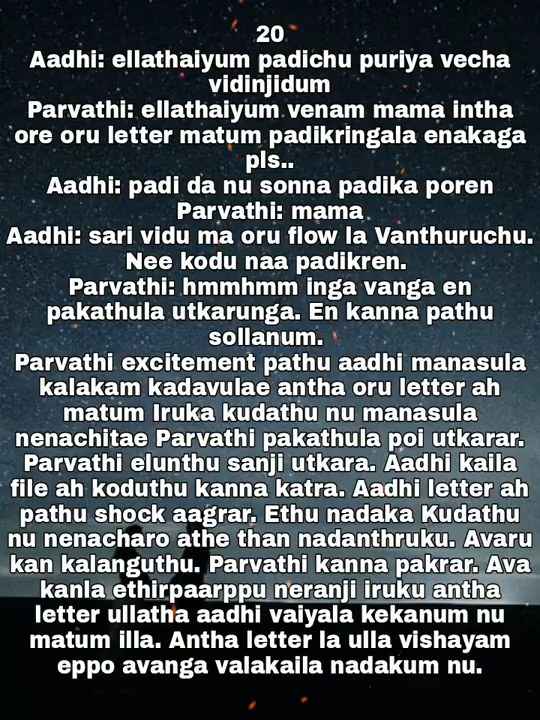 20
Aadhi: ellathaiyum padichu puriya vecha
vidinjidum
Parvathi: ellathaiyum venam mama intha
ore oru letter matum padikringala enakaga
pls..
Aadhi: padi da nu sonna padika poren
Parvathi: mama
Aadhi: sari vidu ma oru flow la Vanthuruchu.
Nee kodu naa padikren.
Parvathi: hmmhmm inga vanga en
pakathula utkarunga. En kanna pathu
sollanum.
Parvathi excitement pathu aadhi manasula
kalakam kadavulae antha oru letter ah
matum Iruka kudathu nu manasula
nenachitae Parvathi pakathula poi utkarar.
Parvathi elunthu sanji utkara. Aadhi kaila
file ah koduthu kanna katra. Aadhi letter ah
pathu shock aagrar. Ethu nadaka Kudathu
nu nenacharo athe than nadanthruku. Avaru
kan kalanguthu. Parvathi kanna pakrar. Ava
kanla ethirpaarppu neranji iruku antha
letter ullatha aadhi vaiyala kekanum nu
matum illa. Antha letter la ulla vishayam
eppo avanga valakaila nadakum nu.